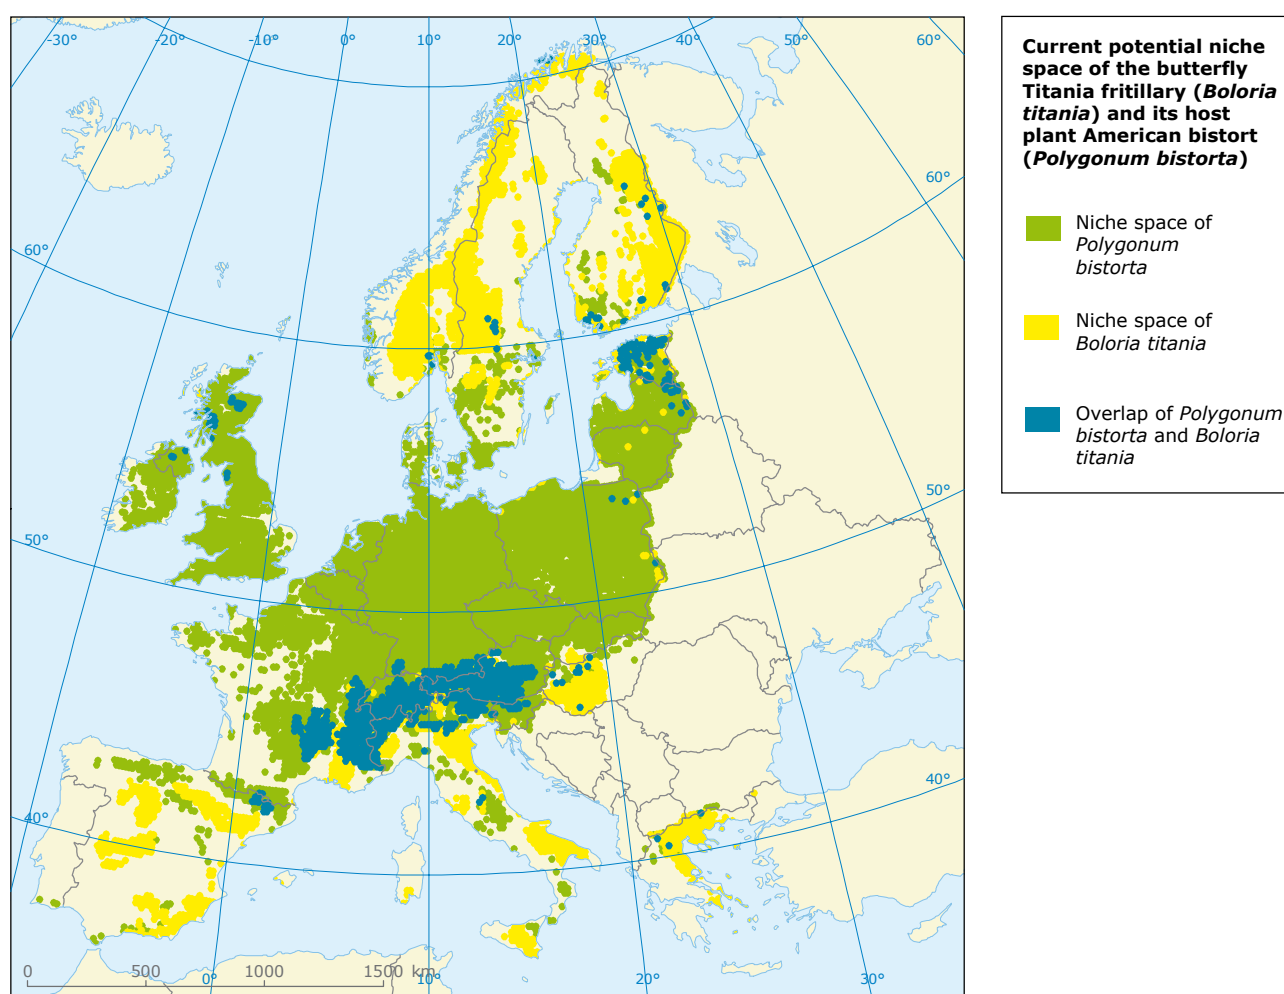 -30°
-20°
-10°
0°
10°
20°
30°
40°
50°
60°
60°
60°
50°
50°
40°
40°
0
500
1000
1500 km
0°
10°
20°
30°
Current potential niche
space of the butterfly
Titania fritillary (Boloria
titania) and its host
plant American bistort
(Polygonum bistorta)
Niche space of
Polygonum
bistorta
Niche space of
Boloria titania
Overlap of Polygonum
bistorta and Boloria
titania